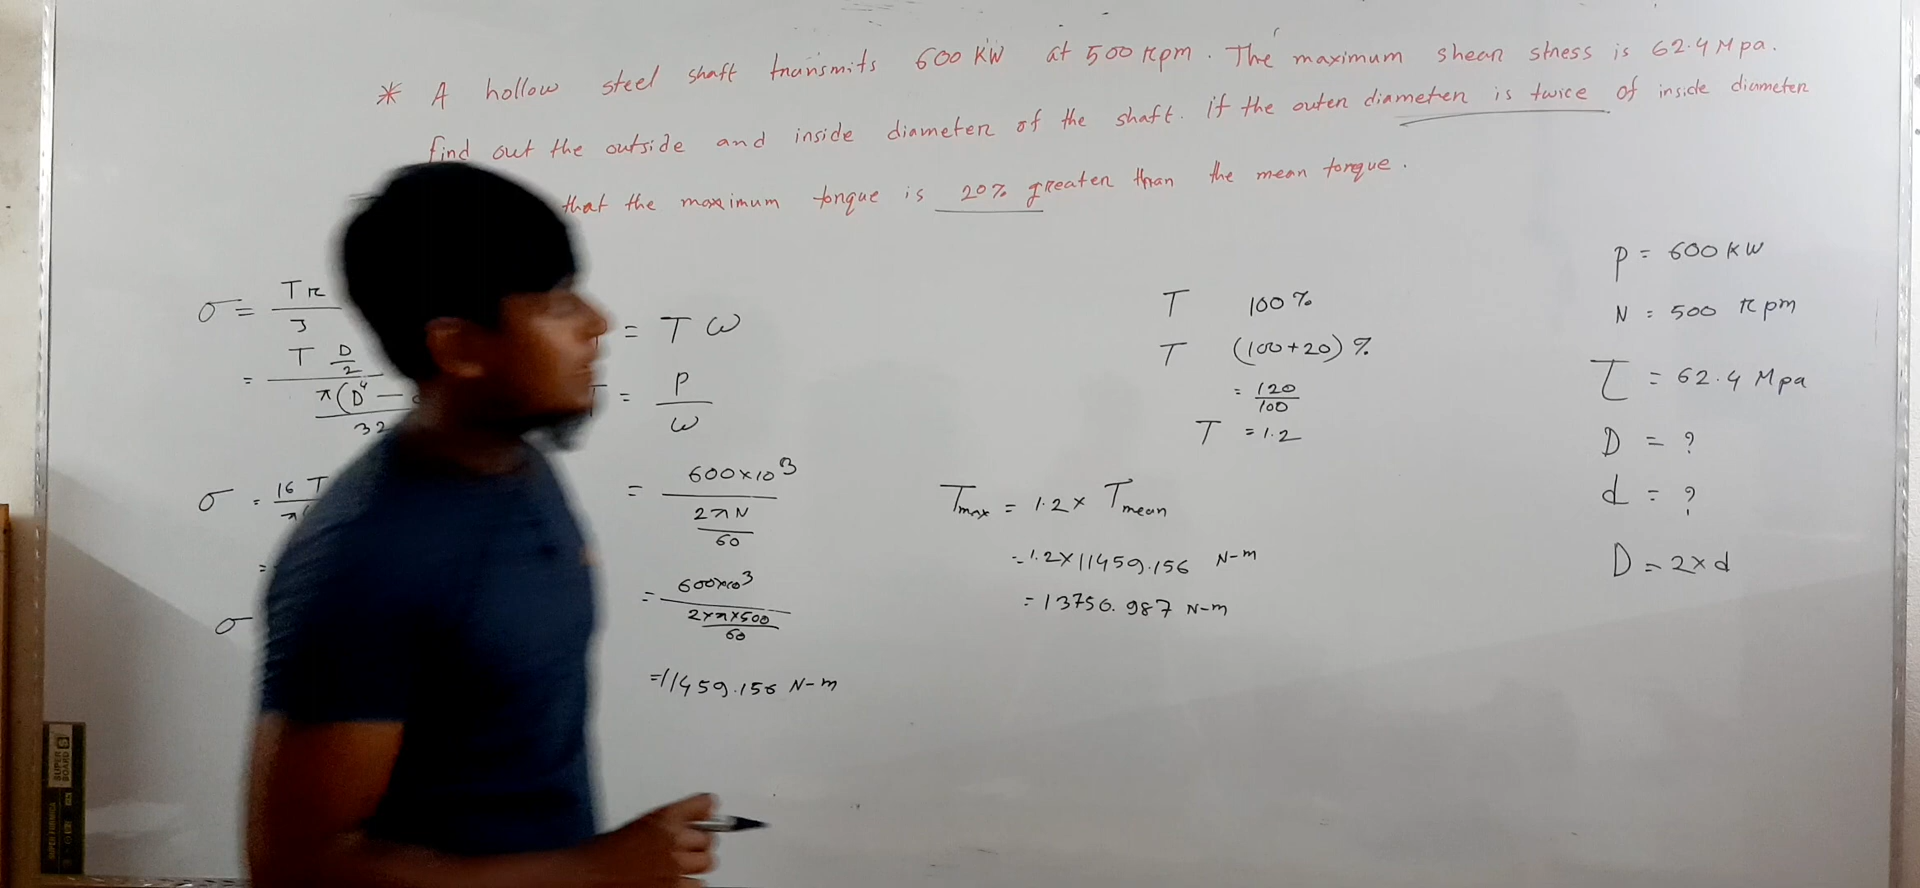 * A hollow steel shaft transmits 600 KW at 500 rpm. The maximum shear stress is 62.4 Mpa.
find out the outside and inside diameter of the shaft. if the outer diameter is twice of inside diameter
that the maximum torque is 20% greater than the mean torque.
σ = Tr
J
= T D/2
π(D⁴ –
32
σ = 16 T
π(
=
σ
= T ω
T = P/ω
= 600×10³
2πN
60
= 600×10³
2×π×500
60
= 11459.156 N-m
T 100 %
T (100+20) %
= 120/100
T = 1.2
Tmax = 1.2 × Tmean
= 1.2×11459.156 N-m
= 13750.987 N-m
P = 600 KW
N = 500 rpm
τ = 62.4 Mpa
D = ?
d = ?
D = 2×d
SUPER BOARD
SUPER FORMICA